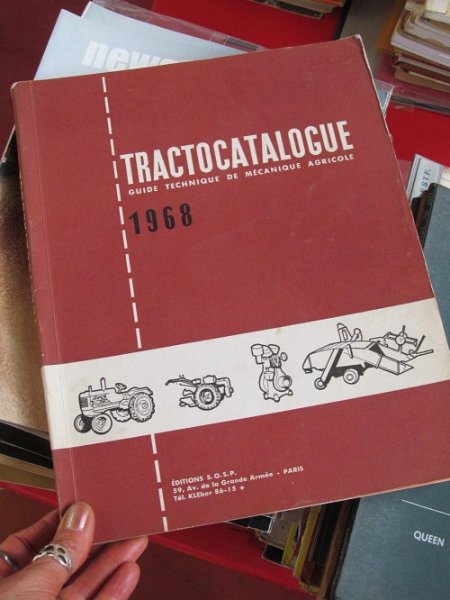 news
TRACTOCATALOGUE
GUIDE TECHNIQUE DE MÉCANIQUE AGRICOLE
1968
ÉDITIONS S.O.S.P.
59, Av. de la Grande Armée - PARIS
Tél. KLEber 86-15 +
QUEEN